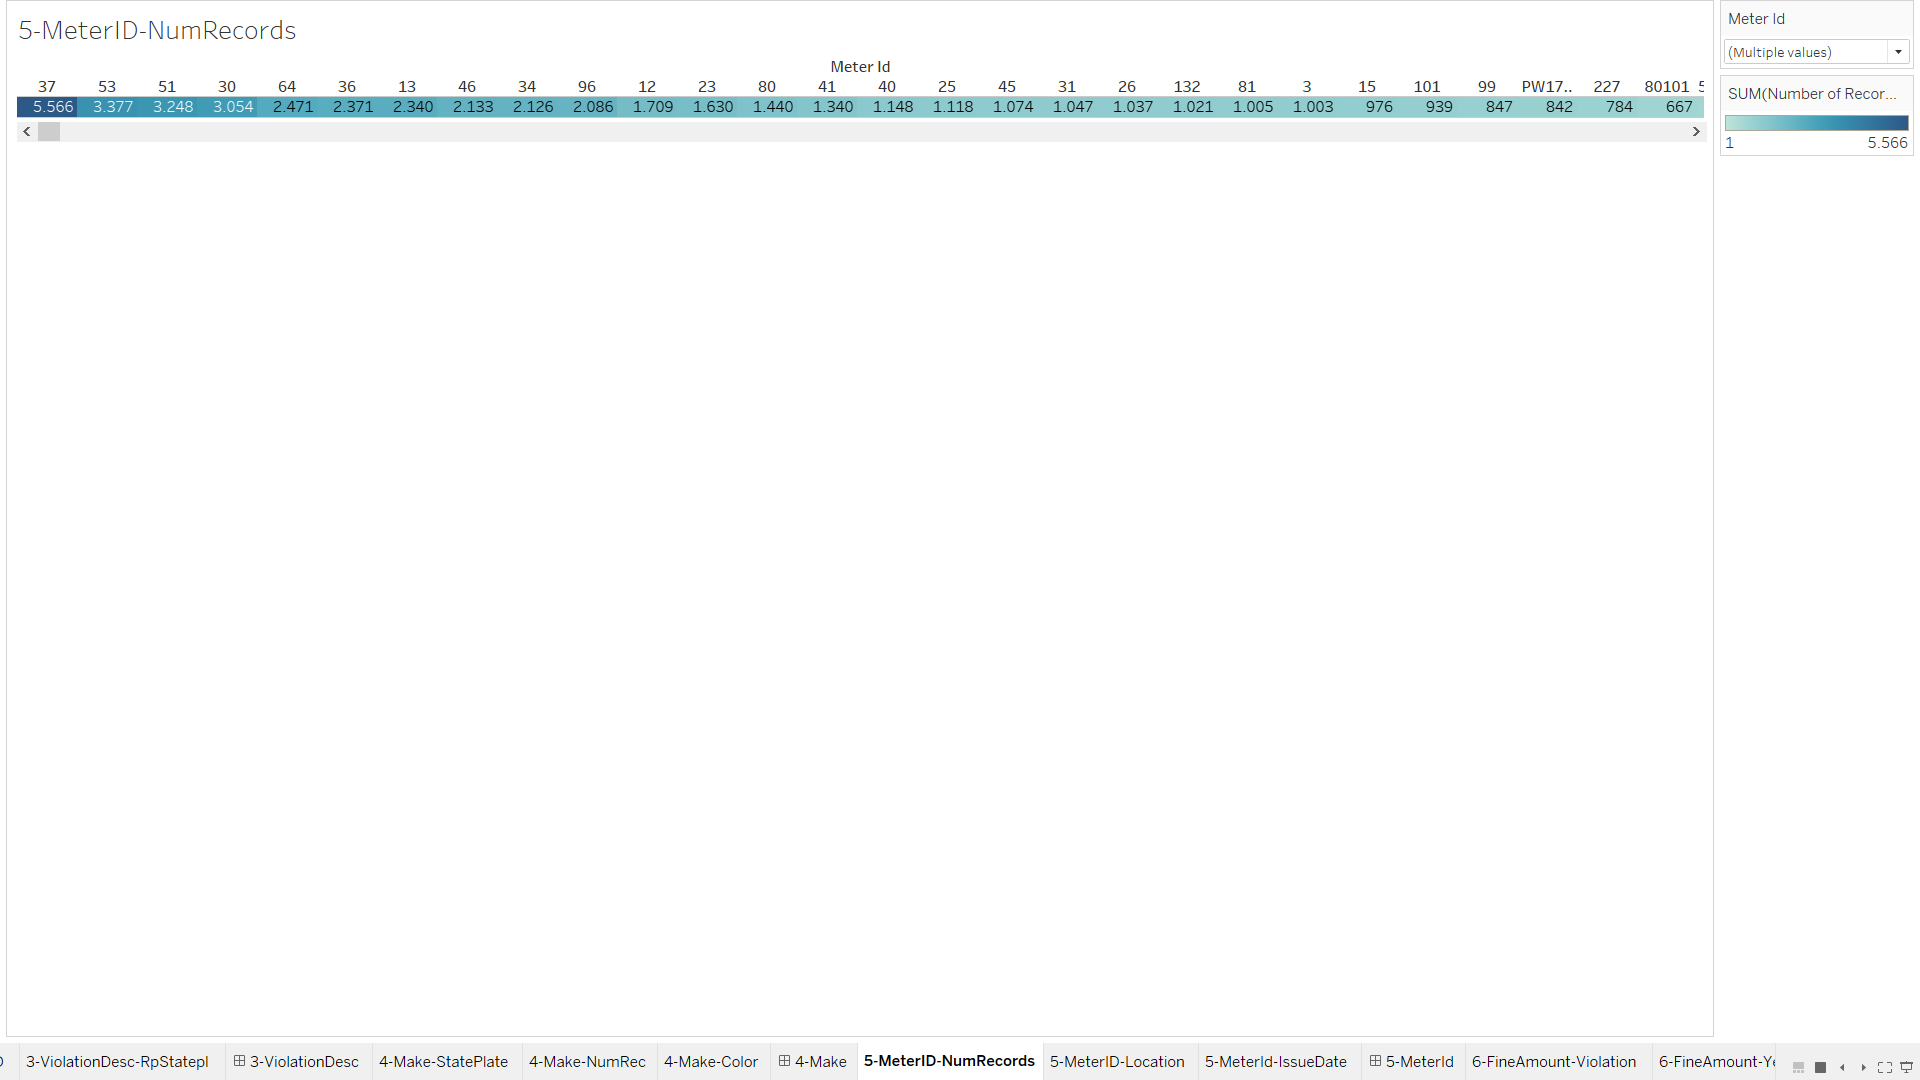 5-MeterID-NumRecords
Meter Id
37 53 51 30 64 36 13 46 34 96 12 23 80 41 40 25 45 31 26 132 81 3 15 101 99 PW17.. 227 80101
5.566 3.377 3.248 3.054 2.471 2.371 2.340 2.133 2.126 2.086 1.709 1.630 1.440 1.340 1.148 1.118 1.074 1.047 1.037 1.021 1.005 1.003 976 939 847 842 784 667
Meter Id
(Multiple values)
SUM(Number of Recor...
1 5.566
3-ViolationDesc-RpStatepl 3-ViolationDesc 4-Make-StatePlate 4-Make-NumRec 4-Make-Color 4-Make 5-MeterID-NumRecords 5-MeterID-Location 5-MeterId-IssueDate 5-MeterId 6-FineAmount-Violation 6-FineAmount-Ye